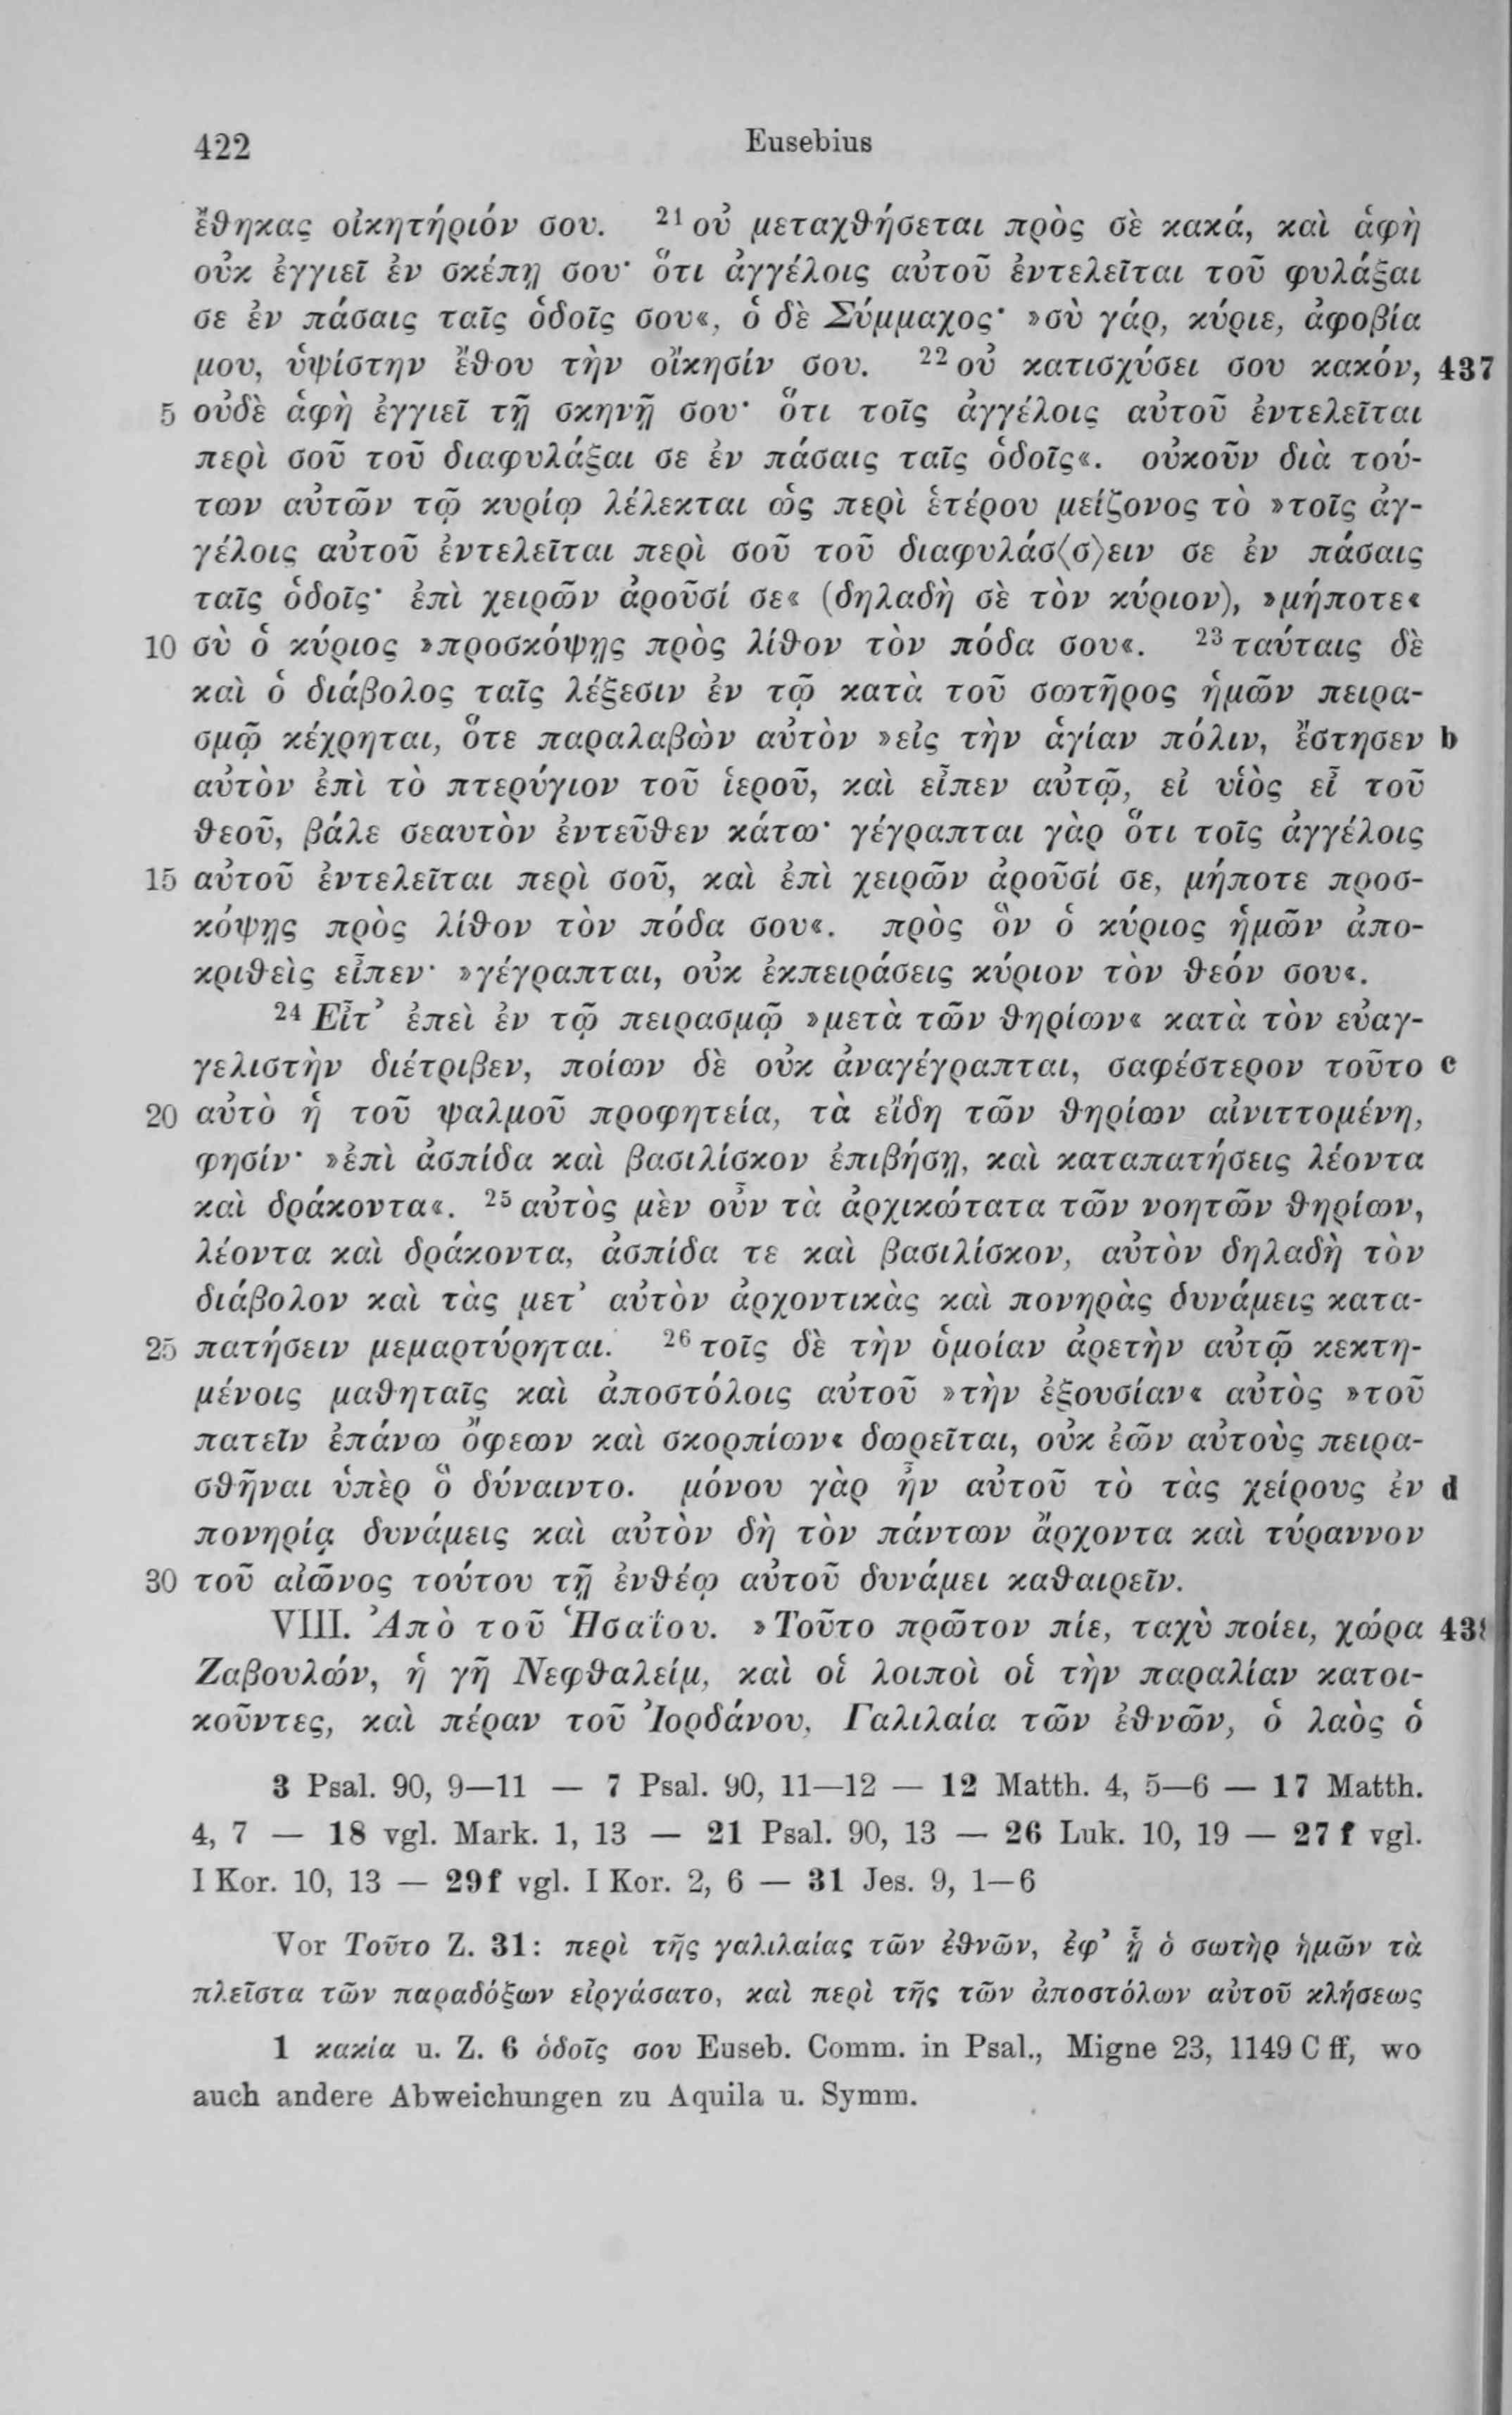 422 Eusebius
ἔθηκας οἰκητήριόν σου. ²¹ οὐ μεταχθήσεται πρὸς σὲ κακά, καὶ ἁφὴ
οὐκ ἐγγιεῖ ἐν σκέπῃ σου· ὅτι ἀγγέλοις αὐτοῦ ἐντελεῖται τοῦ φυλάξαι
σε ἐν πάσαις ταῖς ὁδοῖς σου«, ὁ δὲ Σύμμαχος· »σὺ γάρ, κύριε, ἀφοβία
μου, ὑψίστην ἔθου τὴν οἴκησίν σου. ²² οὐ κατισχύσει σου κακόν, 437
5 οὐδὲ ἁφὴ ἐγγιεῖ τῇ σκηνῇ σου· ὅτι τοῖς ἀγγέλοις αὐτοῦ ἐντελεῖται
περὶ σοῦ τοῦ διαφυλάξαι σε ἐν πάσαις ταῖς ὁδοῖς«. οὐκοῦν διὰ τού-
των αὐτῶν τῷ κυρίῳ λέλεκται ὡς περὶ ἑτέρου μείζονος τὸ »τοῖς ἀγ-
γέλοις αὐτοῦ ἐντελεῖται περὶ σοῦ τοῦ διαφυλάσ⟨σ⟩ειν σε ἐν πάσαις
ταῖς ὁδοῖς· ἐπὶ χειρῶν ἀροῦσί σε« (δηλαδὴ σὲ τὸν κύριον), »μήποτε«
10 σὺ ὁ κύριος »προσκόψῃς πρὸς λίθον τὸν πόδα σου«. ²³ ταύταις δὲ
καὶ ὁ διάβολος ταῖς λέξεσιν ἐν τῷ κατὰ τοῦ σωτῆρος ἡμῶν πειρα-
σμῷ κέχρηται, ὅτε παραλαβὼν αὐτὸν »εἰς τὴν ἁγίαν πόλιν, ἔστησεν b
αὐτὸν ἐπὶ τὸ πτερύγιον τοῦ ἱεροῦ, καὶ εἶπεν αὐτῷ, εἰ υἱὸς εἶ τοῦ
θεοῦ, βάλε σεαυτὸν ἐντεῦθεν κάτω· γέγραπται γὰρ ὅτι τοῖς ἀγγέλοις
15 αὐτοῦ ἐντελεῖται περὶ σοῦ, καὶ ἐπὶ χειρῶν ἀροῦσί σε, μήποτε προσ-
κόψῃς πρὸς λίθον τὸν πόδα σου«. πρὸς ὃν ὁ κύριος ἡμῶν ἀπο-
κριθεὶς εἶπεν· »γέγραπται, οὐκ ἐκπειράσεις κύριον τὸν θεόν σου«.
²⁴ Εἶτ’ ἐπεὶ ἐν τῷ πειρασμῷ »μετὰ τῶν θηρίων« κατὰ τὸν εὐαγ-
γελιστὴν διέτριβεν, ποίων δὲ οὐκ ἀναγέγραπται, σαφέστερον τοῦτο c
20 αὐτὸ ἡ τοῦ ψαλμοῦ προφητεία, τὰ εἴδη τῶν θηρίων αἰνιττομένη,
φησίν· »ἐπὶ ἀσπίδα καὶ βασιλίσκον ἐπιβήσῃ, καὶ καταπατήσεις λέοντα
καὶ δράκοντα«. ²⁵ αὐτὸς μὲν οὖν τὰ ἀρχικώτατα τῶν νοητῶν θηρίων,
λέοντα καὶ δράκοντα, ἀσπίδα τε καὶ βασιλίσκον, αὐτὸν δηλαδὴ τὸν
διάβολον καὶ τὰς μετ’ αὐτὸν ἀρχοντικὰς καὶ πονηρὰς δυνάμεις κατα-
25 πατήσειν μεμαρτύρηται. ²⁶ τοῖς δὲ τὴν ὁμοίαν ἀρετὴν αὐτῷ κεκτη-
μένοις μαθηταῖς καὶ ἀποστόλοις αὐτοῦ »τὴν ἐξουσίαν« αὐτὸς »τοῦ
πατεῖν ἐπάνω ὄφεων καὶ σκορπίων« δωρεῖται, οὐκ ἐῶν αὐτοὺς πειρα-
σθῆναι ὑπὲρ ὃ δύναιντο. μόνου γὰρ ἦν αὐτοῦ τὸ τὰς χείρους ἐν d
πονηρίᾳ δυνάμεις καὶ αὐτὸν δὴ τὸν πάντων ἄρχοντα καὶ τύραννον
30 τοῦ αἰῶνος τούτου τῇ ἐνθέῳ αὐτοῦ δυνάμει καθαιρεῖν.
VIII. Ἀπὸ τοῦ Ἡσαΐου. »Τοῦτο πρῶτον πίε, ταχὺ ποίει, χώρα
Ζαβουλών, ἡ γῆ Νεφθαλείμ, καὶ οἱ λοιποὶ οἱ τὴν παραλίαν κατοι-
κοῦντες, καὶ πέραν τοῦ Ἰορδάνου, Γαλιλαία τῶν ἐθνῶν, ὁ λαὸς ὁ
3 Psal. 90, 9—11 — 7 Psal. 90, 11—12 — 12 Matth. 4, 5—6 — 17 Matth.
4, 7 — 18 vgl. Mark. 1, 13 — 21 Psal. 90, 13 — 26 Luk. 10, 19 — 27 f vgl.
I Kor. 10, 13 — 29f vgl. I Kor. 2, 6 — 31 Jes. 9, 1—6
Vor Τοῦτο Z. 31: περὶ τῆς γαλιλαίας τῶν ἐθνῶν, ἐφ’ ᾗ ὁ σωτὴρ ἡμῶν τὰ
πλεῖστα τῶν παραδόξων εἰργάσατο, καὶ περὶ τῆς τῶν ἀποστόλων αὐτοῦ κλήσεως
1 κακία u. Z. 6 ὁδοῖς σου Euseb. Comm. in Psal., Migne 23, 1149 C ff, wo
auch andere Abweichungen zu Aquila u. Symm.